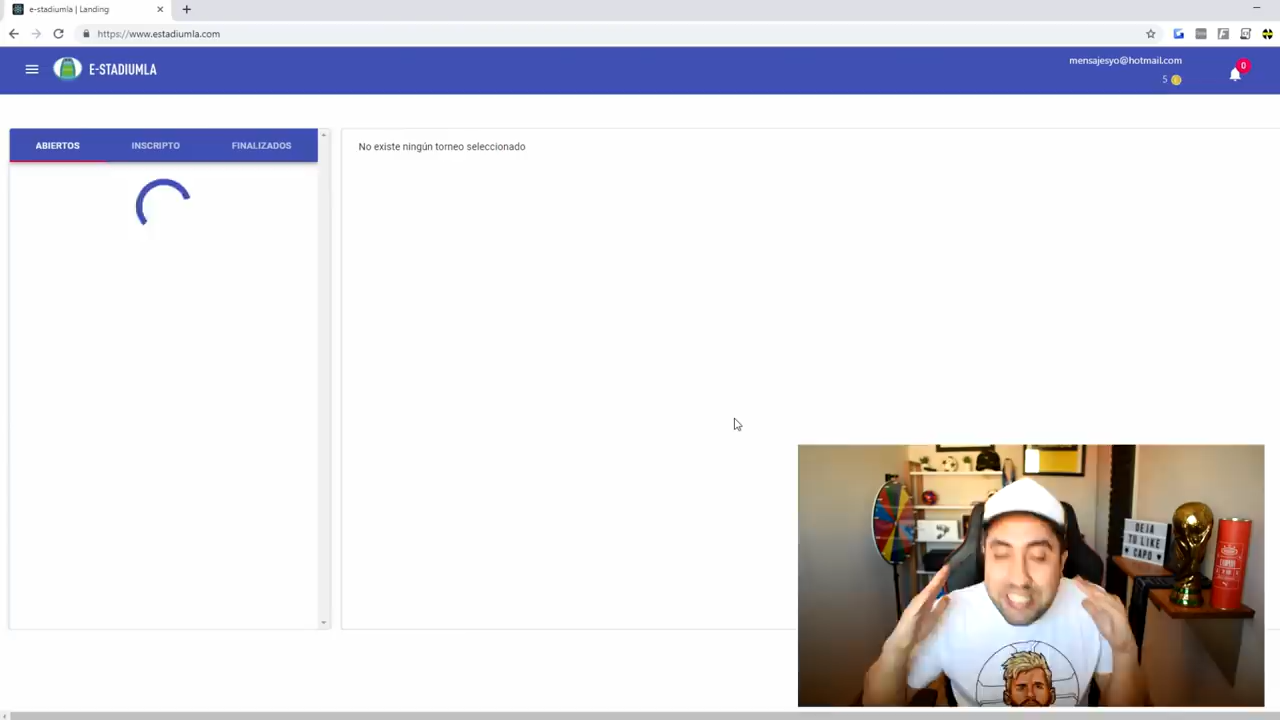 e-stadiumla | Landing
https://www.estadiumla.com
E-STADIUMLA
mensajesyo@hotmail.com
5
0
ABIERTOS
INSCRIPTO
FINALIZADOS
No existe ningún torneo seleccionado
DEJA
TU LIKE
CAPO